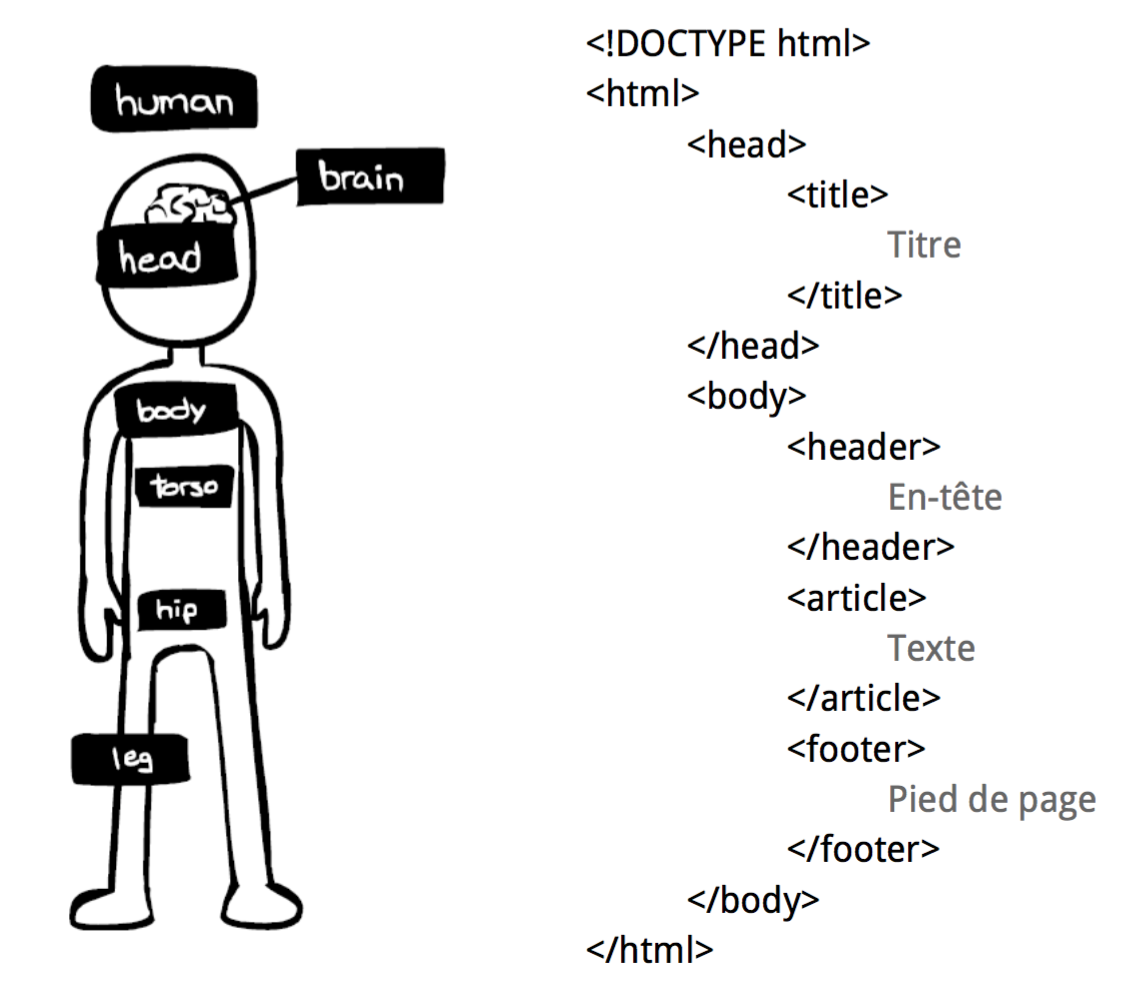 human
brain
head
body
torso
hip
leg
<!DOCTYPE html>
<html>
<head>
<title>
Titre
</title>
</head>
<body>
<header>
En-tête
</header>
<article>
Texte
</article>
<footer>
Pied de page
</footer>
</body>
</html>